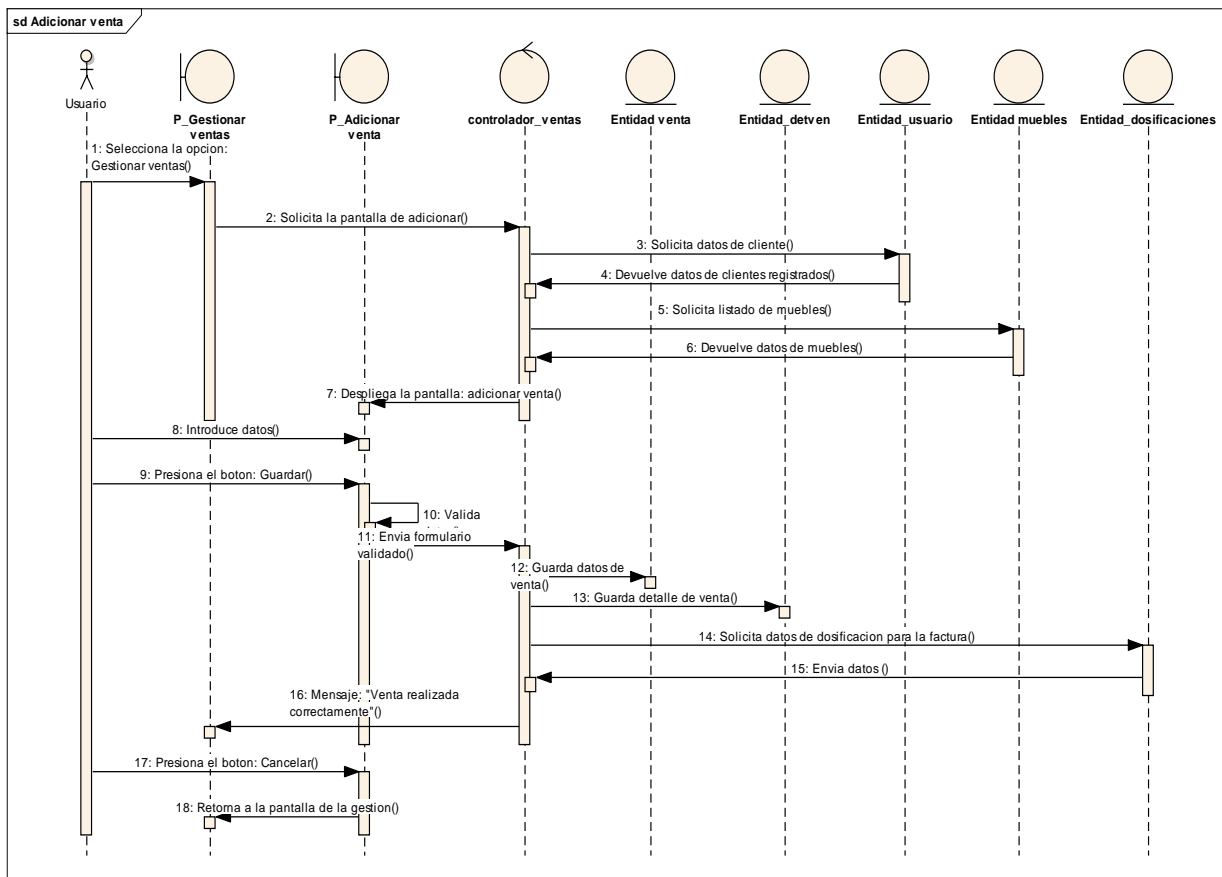 sd Adicionar venta
Usuario
P_Gestionar
ventas
P_Adicionar
venta
controlador_ventas
Entidad venta
Entidad_detven
Entidad_usuario
Entidad muebles
Entidad_dosificaciones
1: Selecciona la opcion:
Gestionar ventas()
2: Solicita la pantalla de adicionar()
3: Solicita datos de cliente()
4: Devuelve datos de clientes registrados()
5: Solicita listado de muebles()
6: Devuelve datos de muebles()
7: Despliega la pantalla: adicionar venta()
8: Introduce datos()
9: Presiona el boton: Guardar()
10: Valida
11: Envia formulario
validado()
12: Guarda datos de
venta()
13: Guarda detalle de venta()
14: Solicita datos de dosificacion para la factura()
15: Envia datos ()
16: Mensaje: "Venta realizada
correctamente"()
17: Presiona el boton: Cancelar()
18: Retorna a la pantalla de la gestion()